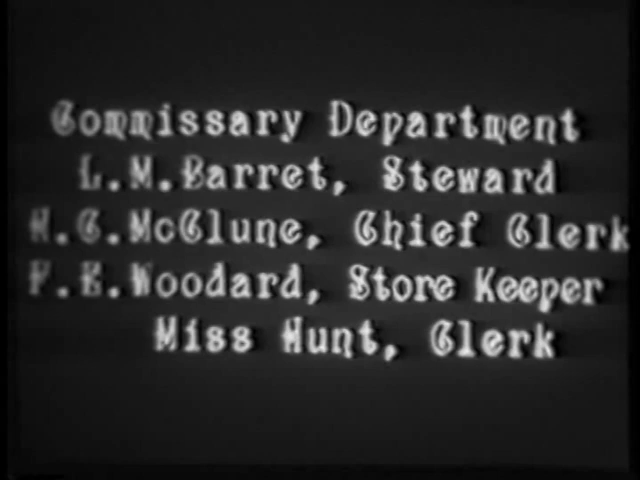 Commissary Department
L.M.Barret, Steward
H.C.McClune, Chief Clerk
F.E.Woodard, Store Keeper
Miss Hunt, Clerk